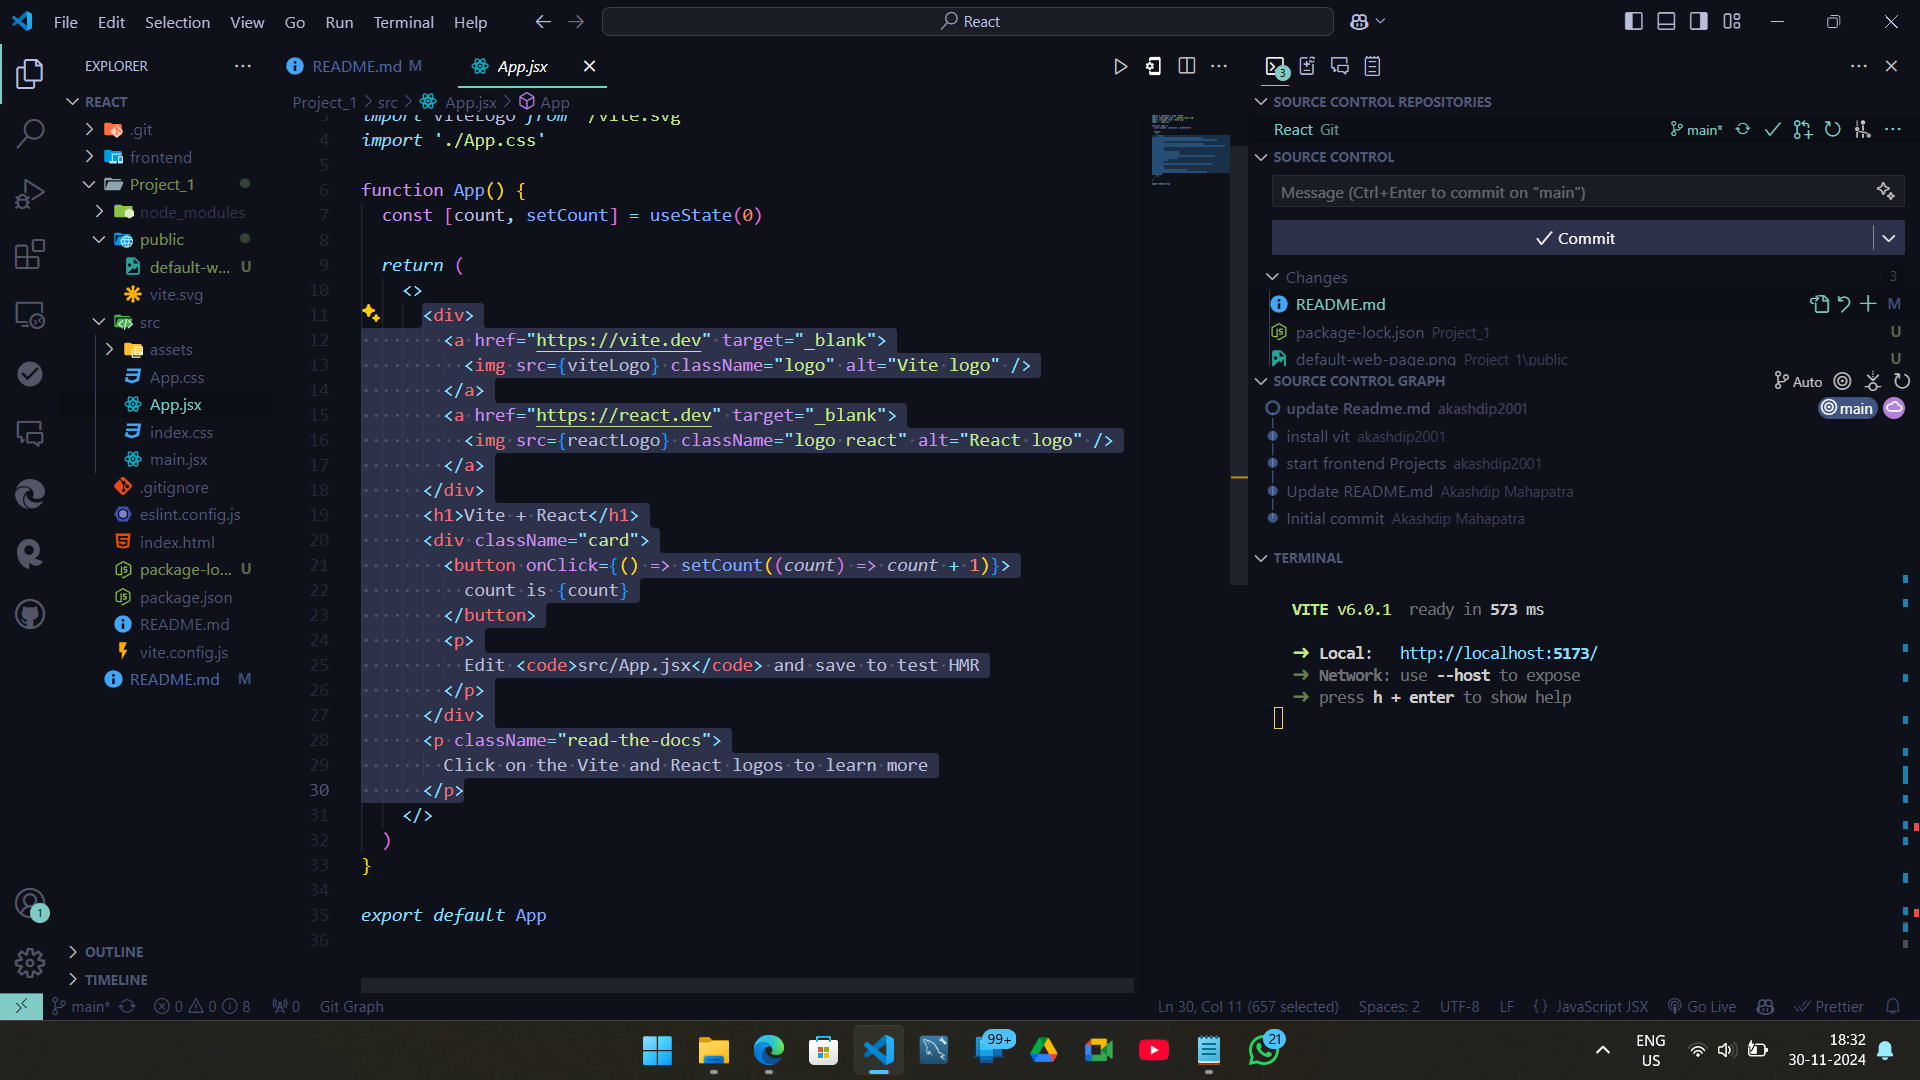 File Edit Selection View Go Run Terminal Help
React
EXPLORER
REACT
.git
frontend
Project_1
node_modules
public
default-w... U
vite.svg
src
assets
App.css
App.jsx
index.css
main.jsx
.gitignore
eslint.config.js
index.html
package-lo... U
package.json
README.md
vite.config.js
README.md M
OUTLINE
TIMELINE
README.md M
App.jsx
Project_1 > src > App.jsx > App
3 import viteLogo from '/vite.svg'
4 import './App.css'
5
6 function App() {
7 const [count, setCount] = useState(0)
8
9 return (
10 <>
11 <div>
12 <a href="https://vite.dev" target="_blank">
13 <img src={viteLogo} className="logo" alt="Vite logo" />
14 </a>
15 <a href="https://react.dev" target="_blank">
16 <img src={reactLogo} className="logo react" alt="React logo" />
17 </a>
18 </div>
19 <h1>Vite + React</h1>
20 <div className="card">
21 <button onClick={() => setCount((count) => count + 1)}>
22 count is {count}
23 </button>
24 <p>
25 Edit <code>src/App.jsx</code> and save to test HMR
26 </p>
27 </div>
28 <p className="read-the-docs">
29 Click on the Vite and React logos to learn more
30 </p>
31 </>
32 )
33 }
34
35 export default App
36
3
SOURCE CONTROL REPOSITORIES
React Git main*
SOURCE CONTROL
Message (Ctrl+Enter to commit on "main")
Commit
Changes 3
README.md M
package-lock.json Project_1 U
default-web-page.png Project_1\public U
SOURCE CONTROL GRAPH Auto
update Readme.md akashdip2001 main
install vit akashdip2001
start frontend Projects akashdip2001
Update README.md Akashdip Mahapatra
Initial commit Akashdip Mahapatra
TERMINAL
VITE v6.0.1 ready in 573 ms
➜ Local: http://localhost:5173/
➜ Network: use --host to expose
➜ press h + enter to show help
1
main* 0 0 8 0 Git Graph
Ln 30, Col 11 (657 selected) Spaces: 2 UTF-8 LF {} JavaScript JSX Go Live Prettier
99+
21
ENG
US
18:32
30-11-2024